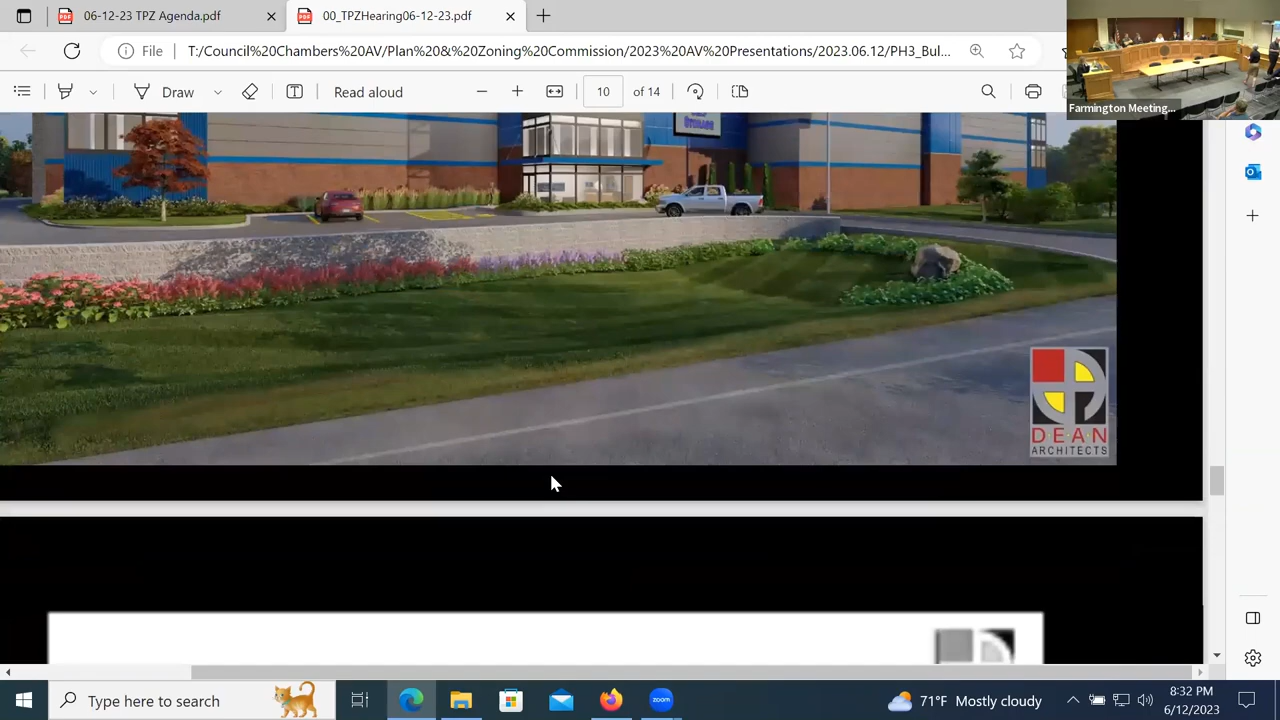 06-12-23 TPZ Agenda.pdf
00_TPZHearing06-12-23.pdf
File
T:/Council%20Chambers%20AV/Plan%20&%20Zoning%20Commission/2023%20AV%20Presentations/2023.06.12/PH3_Bul...
Draw
Read aloud
10
of 14
Farmington Meeting...
STORAGE
DEAN
ARCHITECTS
Type here to search
zoom
71°F Mostly cloudy
8:32 PM
6/12/2023